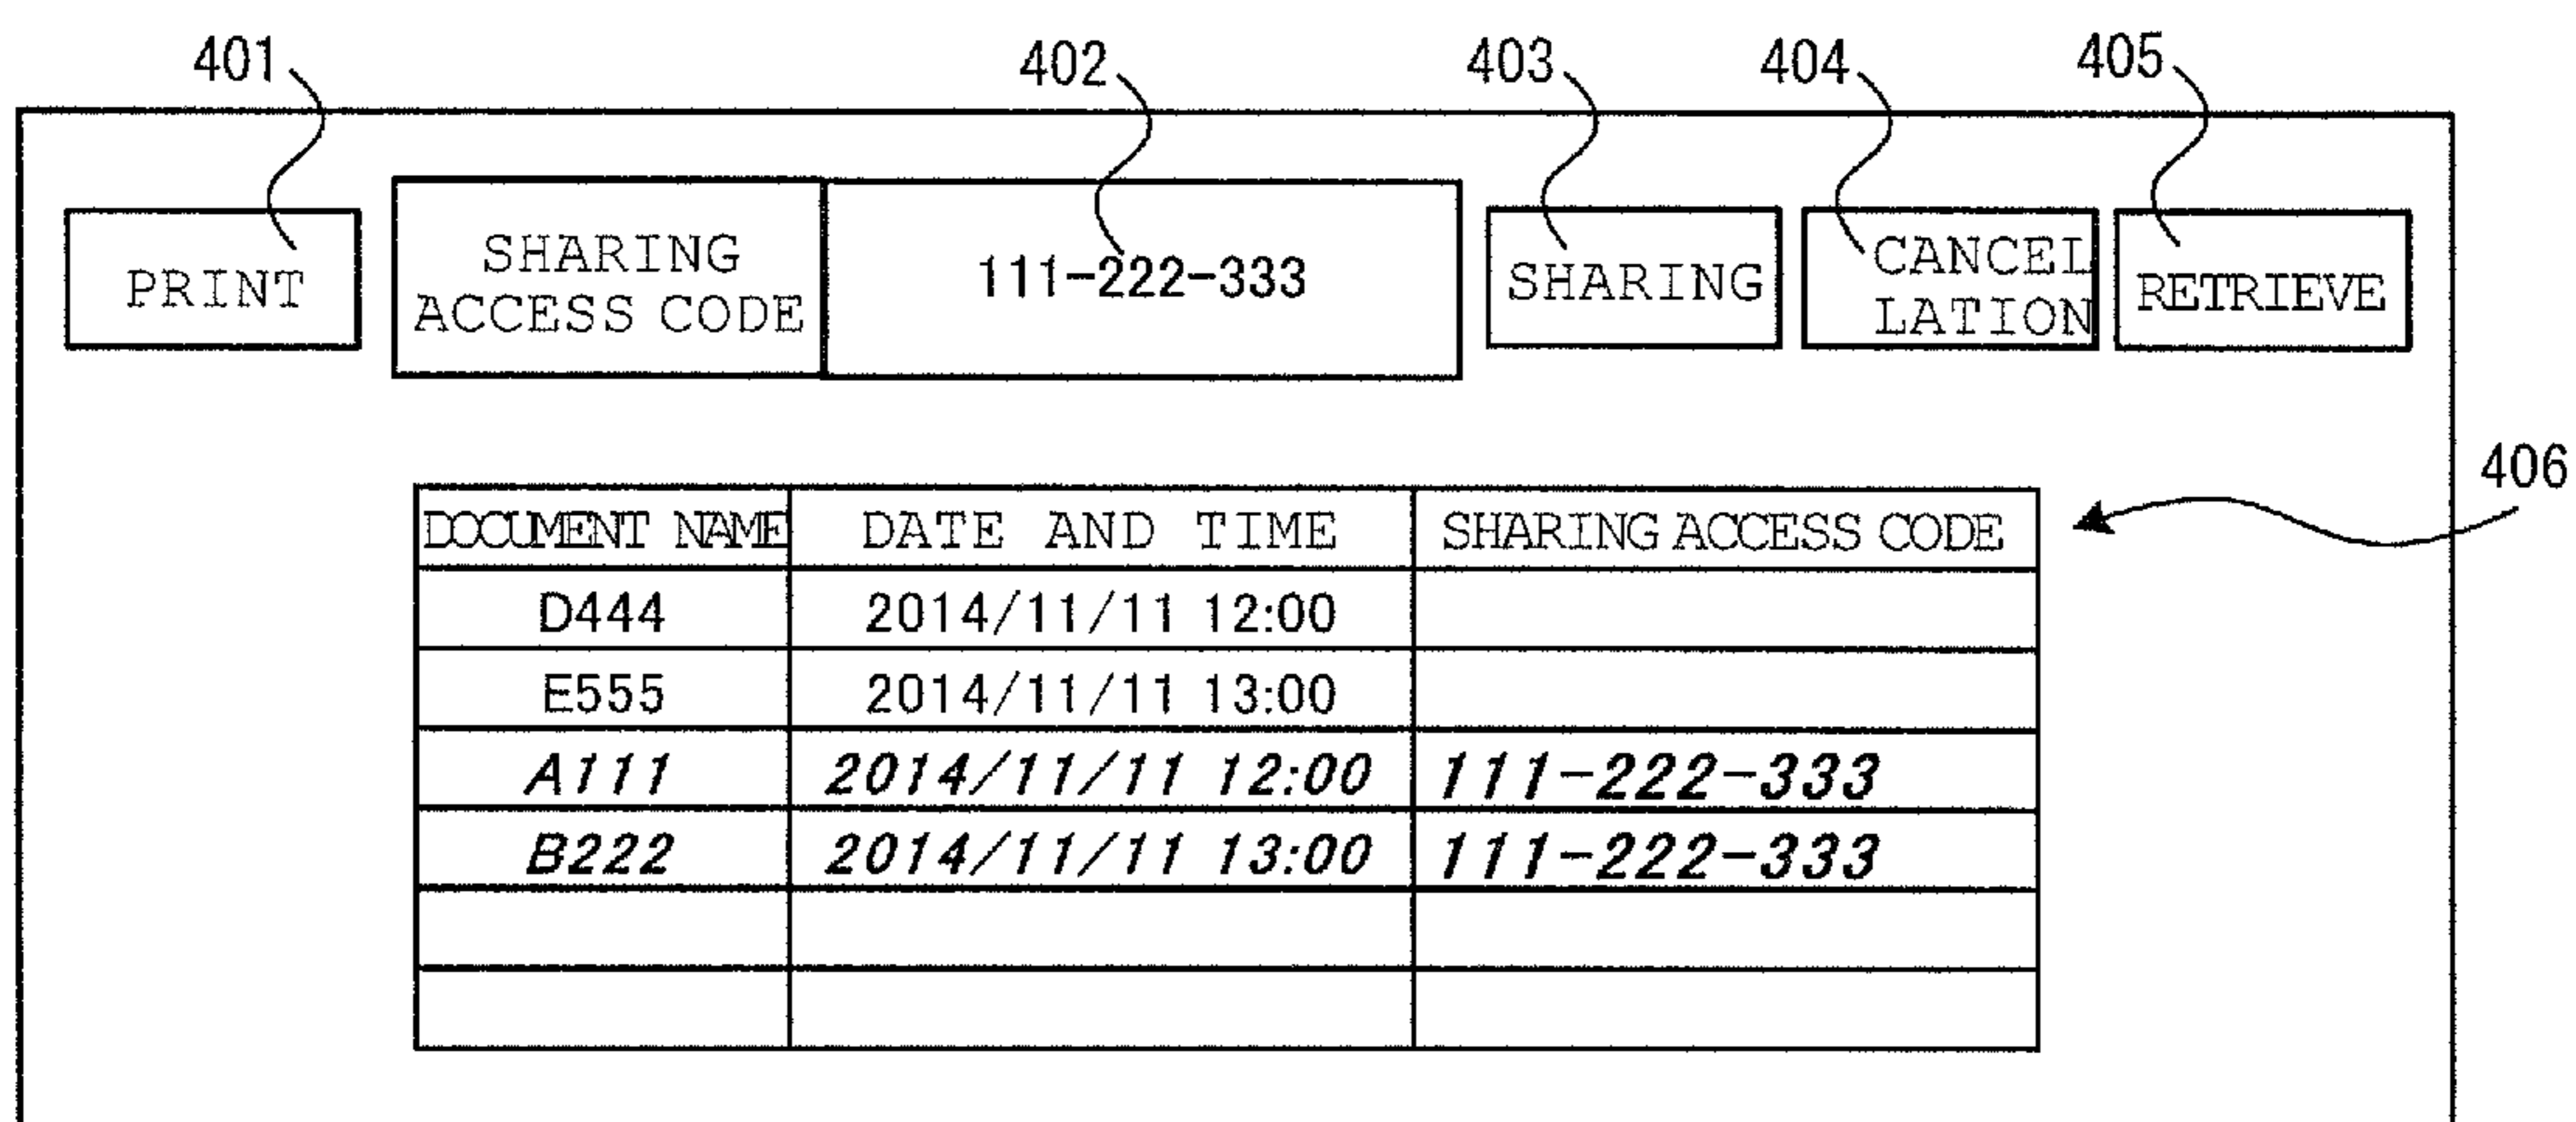 401
402
403
404
405
PRINT
SHARING
ACCESS CODE
111-222-333
SHARING
CANCEL
LATION
RETRIEVE
406
DOCUMENT NAME DATE AND TIME SHARING ACCESS CODE
D444 2014/11/11 12:00
E555 2014/11/11 13:00
A111 2014/11/11 12:00 111-222-333
B222 2014/11/11 13:00 111-222-333